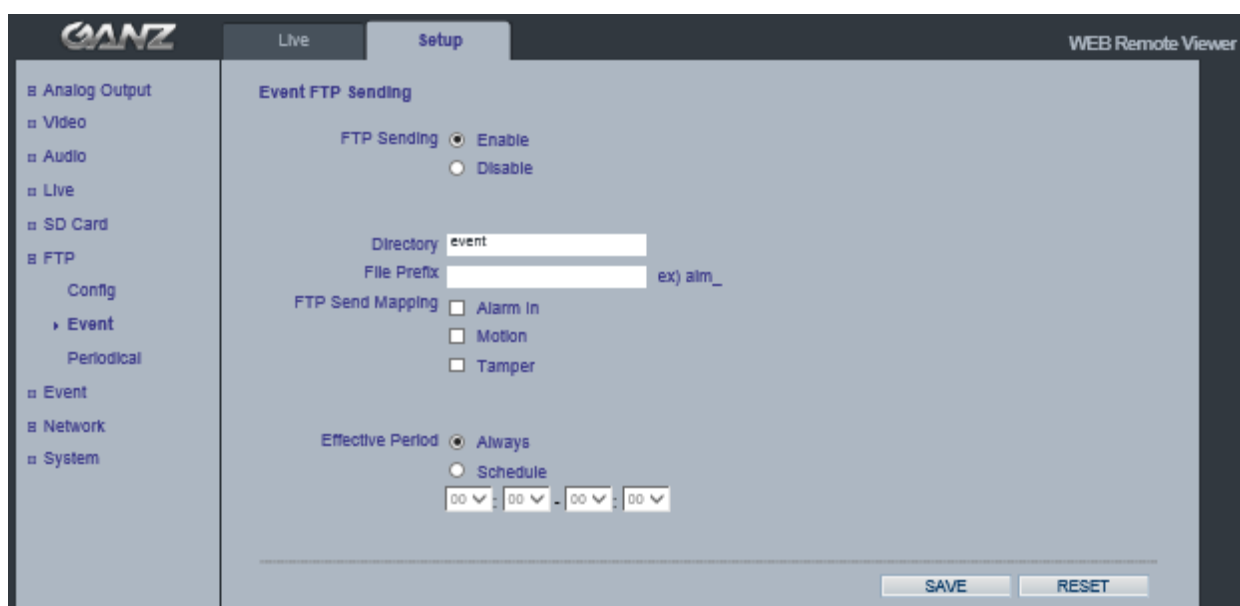 GANZ
Live
Setup
WEB Remote Viewer
Analog Output
Video
Audio
Live
SD Card
FTP
Config
Event
Periodical
Event
Network
System
Event FTP Sending
FTP Sending
Enable
Disable
Directory event
File Prefix ex) alm_
FTP Send Mapping
Alarm In
Motion
Tamper
Effective Period
Always
Schedule
00 : 00 - 00 : 00
SAVE
RESET